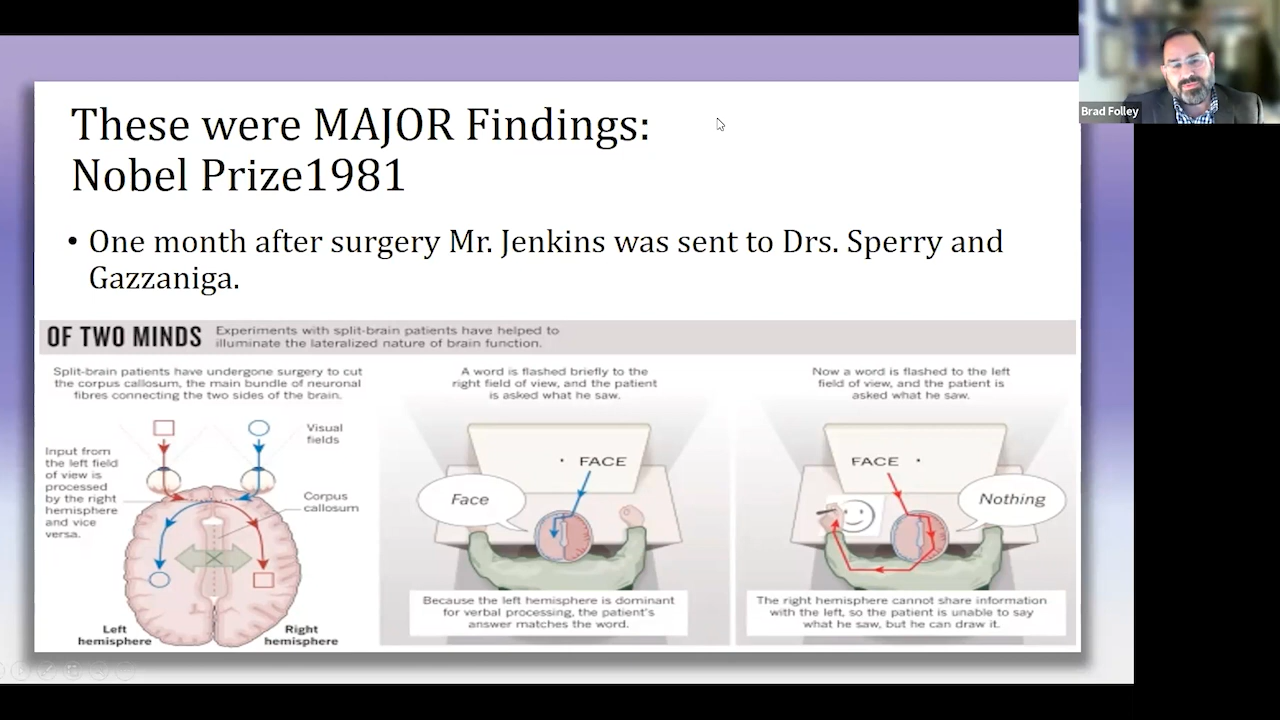 These were MAJOR Findings:
Nobel Prize1981
• One month after surgery Mr. Jenkins was sent to Drs. Sperry and
Gazzaniga.
OF TWO MINDS
Experiments with split-brain patients have helped to
illuminate the lateralized nature of brain function.
Split-brain patients have undergone surgery to cut
the corpus callosum, the main bundle of neuronal
fibres connecting the two sides of the brain.
Visual
fields
Input from
the left field
of view is
processed
by the right
hemisphere
and vice
versa.
Corpus
callosum
Left
hemisphere
Right
hemisphere
A word is flashed briefly to the
right field of view, and the patient
is asked what he saw.
• FACE
Face
Because the left hemisphere is dominant
for verbal processing, the patient's
answer matches the word.
Now a word is flashed to the left
field of view, and the patient is
asked what he saw.
FACE •
Nothing
The right hemisphere cannot share information
with the left, so the patient is unable to say
what he saw, but he can draw it.
Brad Folley